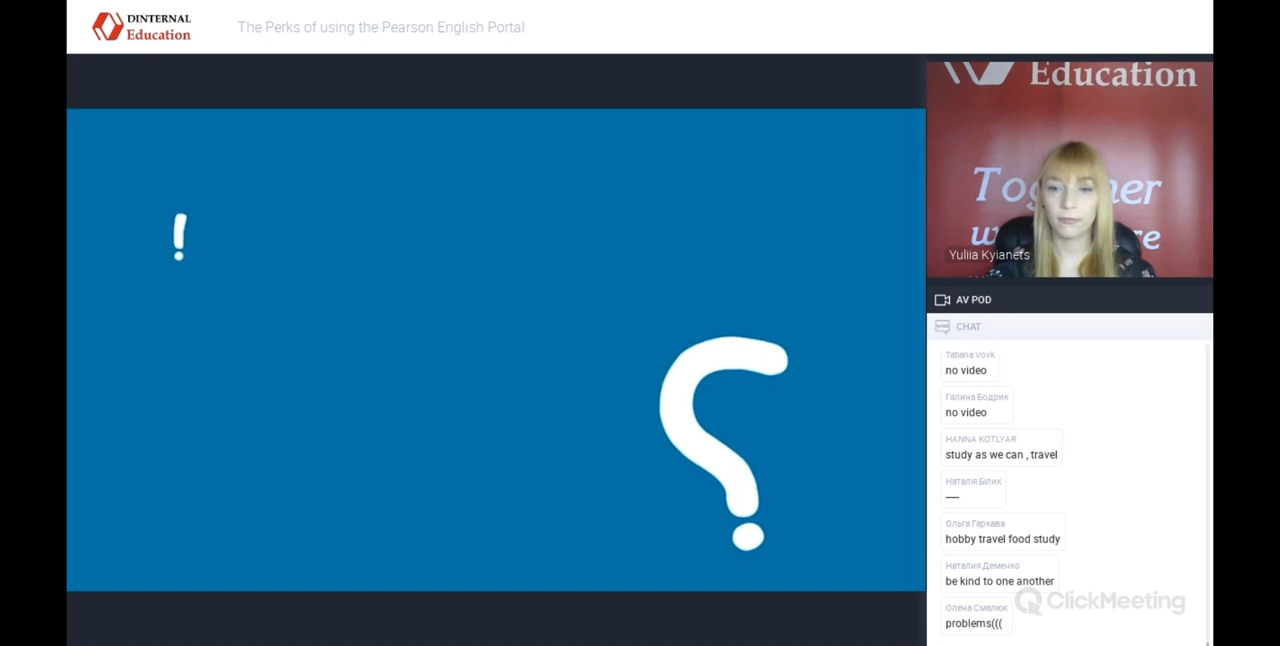 DINTERNAL
Education
The Perks of using the Pearson English Portal
!
?
Education
Together
Yuliia Kyianets
AV POD
CHAT
Tatiana Vovk
no video
Галина Бодрик
no video
HANNA KOTLYAR
study as we can , travel
Наталія Білик
—
Ольга Гаркава
hobby travel food study
Наталия Деменко
be kind to one another
Олена Смалюк
problems(((
ClickMeeting